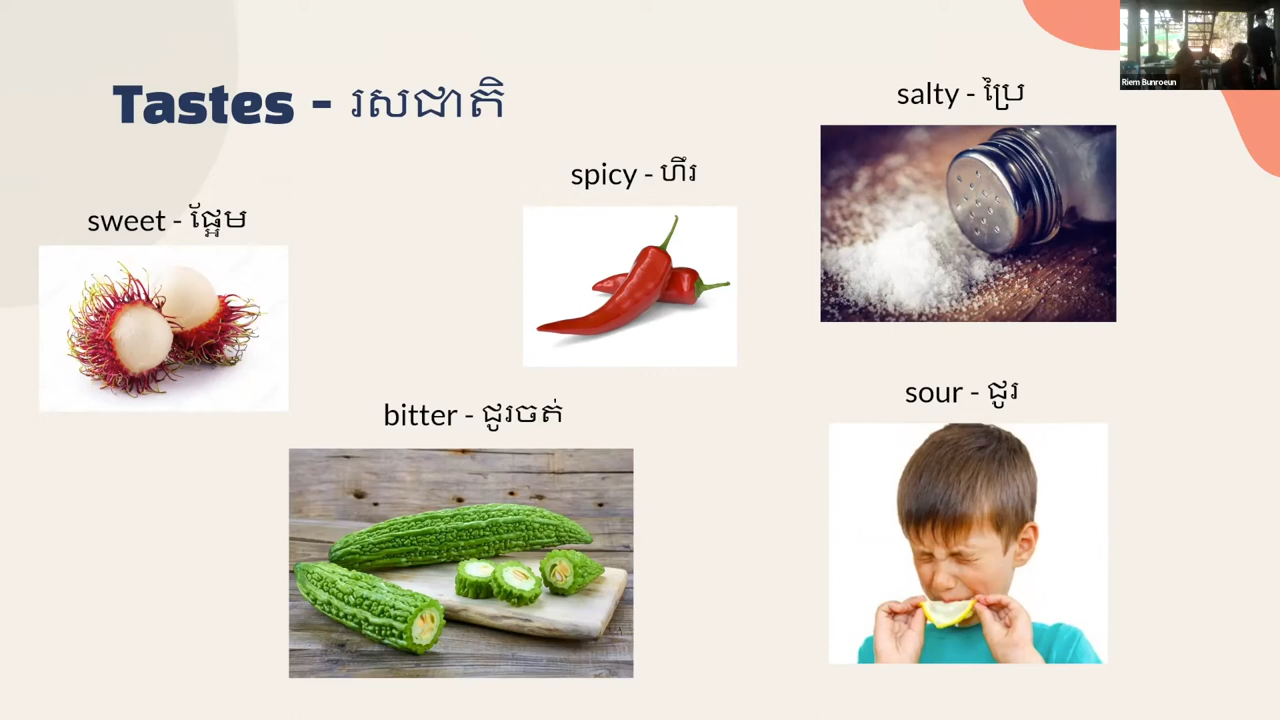 Tastes - រសជាតិ
salty - ប្រៃ
spicy - ហឹរ
sweet - ផ្អែម
bitter - ជូរចត់
sour - ជូរ
Riem Bunroeun